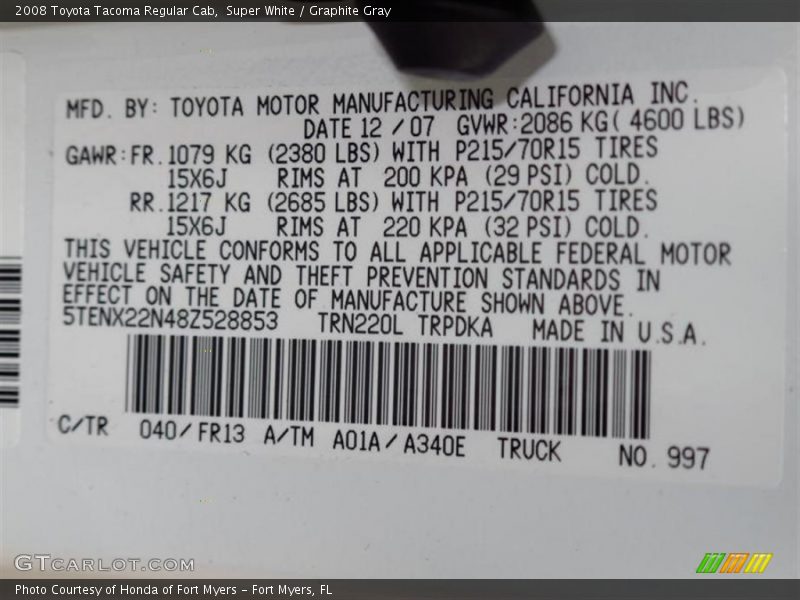 2008 Toyota Tacoma Regular Cab,  Super White / Graphite Gray
MFD. BY: TOYOTA MOTOR MANUFACTURING CALIFORNIA INC.
DATE 12 / 07 GVWR:2086 KG( 4600 LBS)
GAWR:FR.1079 KG (2380 LBS) WITH P215/70R15 TIRES
15X6J RIMS AT 200 KPA (29 PSI) COLD.
RR.1217 KG (2685 LBS) WITH P215/70R15 TIRES
15X6J RIMS AT 220 KPA (32 PSI) COLD.
THIS VEHICLE CONFORMS TO ALL APPLICABLE FEDERAL MOTOR
VEHICLE SAFETY AND THEFT PREVENTION STANDARDS IN
EFFECT ON THE DATE OF MANUFACTURE SHOWN ABOVE.
5TENX22N48Z528853 TRN220L TRPDKA MADE IN U.S.A.
C/TR 040/FR13 A/TM A01A/A340E TRUCK NO. 997
GTCARLOT.COM
Photo Courtesy of Honda of Fort Myers – Fort Myers, FL